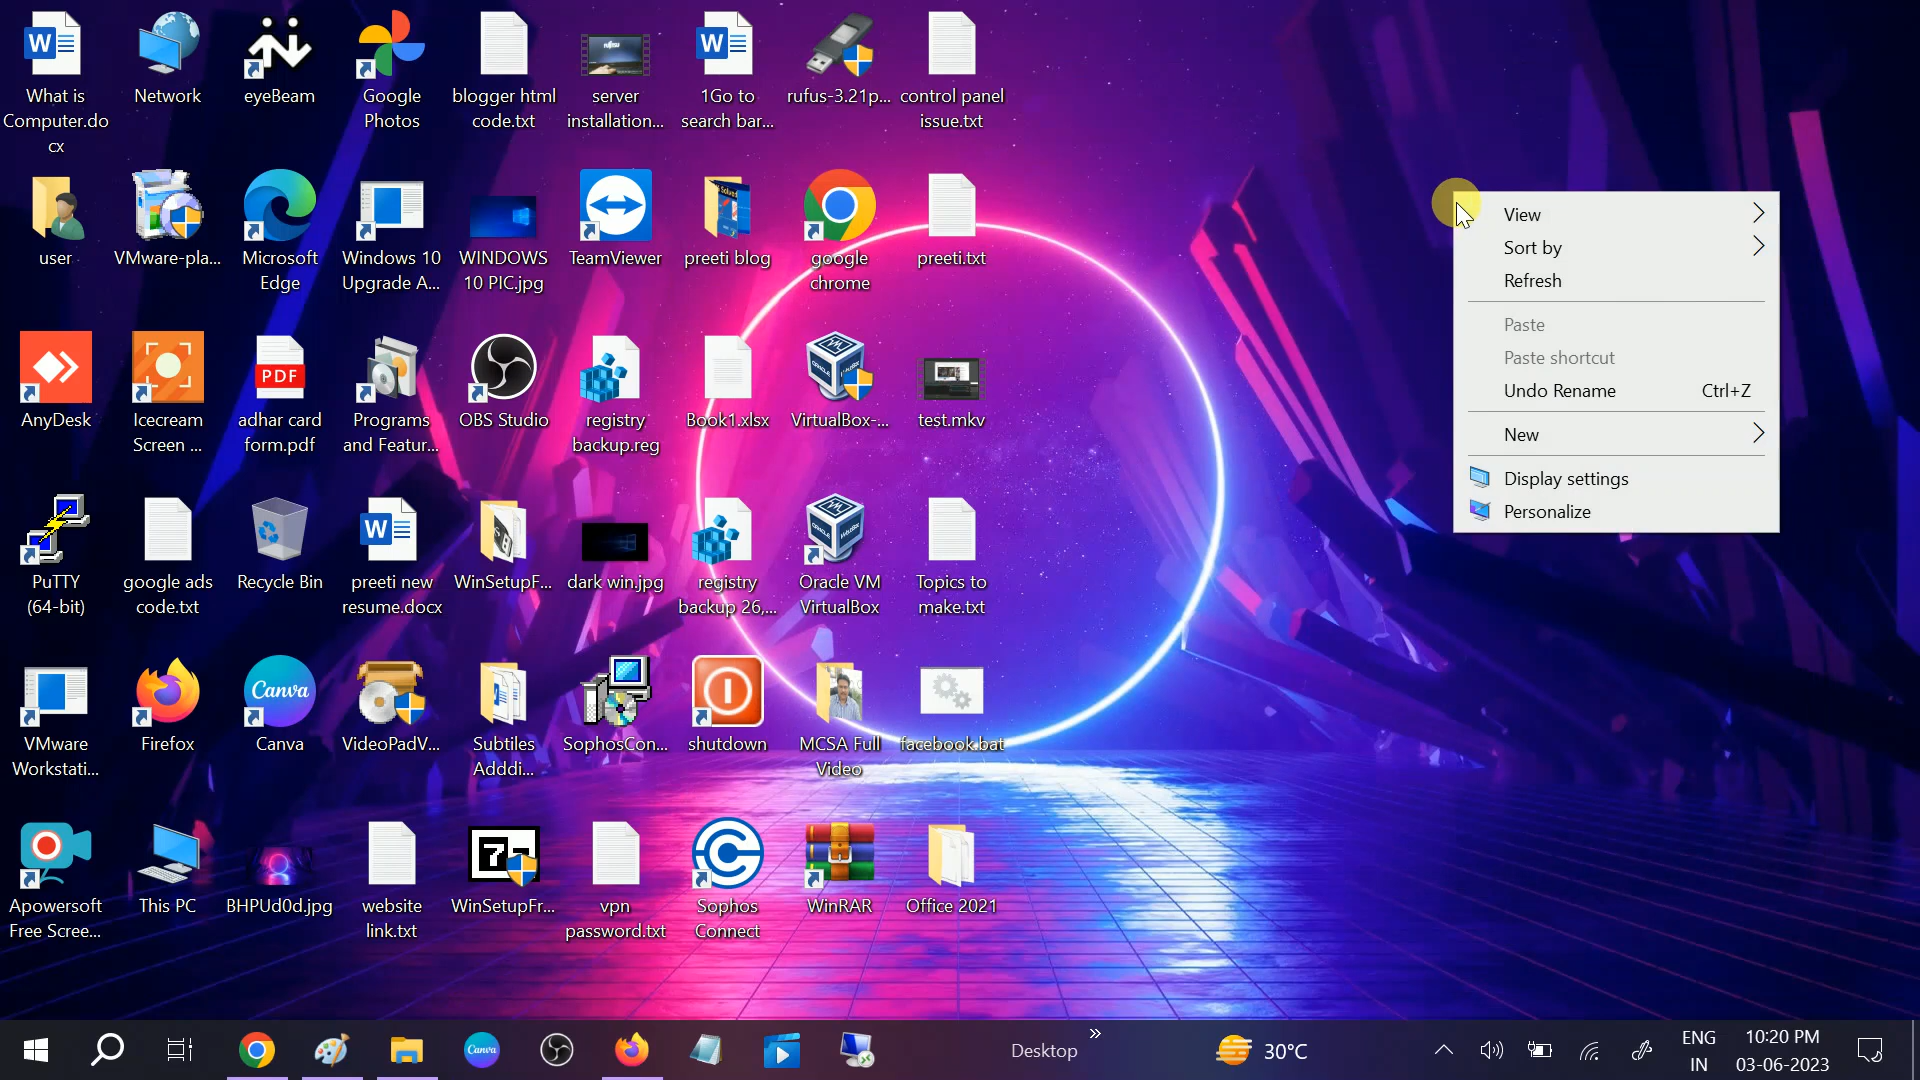 What is
Computer.do
cx
Network
eyeBeam
Google
Photos
blogger html
code.txt
server
installation...
1Go to
search bar...
rufus-3.21p...
control panel
issue.txt
user
VMware-pla...
Microsoft
Edge
Windows 10
Upgrade A...
WINDOWS
10 PIC.jpg
TeamViewer
preeti blog
google
chrome
preeti.txt
AnyDesk
Icecream
Screen ...
PDF
adhar card
form.pdf
Programs
and Featur...
OBS Studio
registry
backup.reg
Book1.xlsx
VirtualBox-...
test.mkv
PuTTY
(64-bit)
google ads
code.txt
Recycle Bin
preeti new
resume.docx
WinSetupF...
dark win.jpg
registry
backup 26,...
Oracle VM
VirtualBox
Topics to
make.txt
VMware
Workstati...
Firefox
Canva
Canva
VideoPadV...
Subtiles
Adddi...
SophosCon...
shutdown
MCSA Full
Video
facebook.bat
Apowersoft
Free Scree...
This PC
BHPUd0d.jpg
website
link.txt
WinSetupFr...
vpn
password.txt
Sophos
Connect
WinRAR
Office 2021
View
Sort by
Refresh
Paste
Paste shortcut
Undo Rename Ctrl+Z
New
Display settings
Personalize
Canva
Desktop
30°C
ENG
IN
10:20 PM
03-06-2023